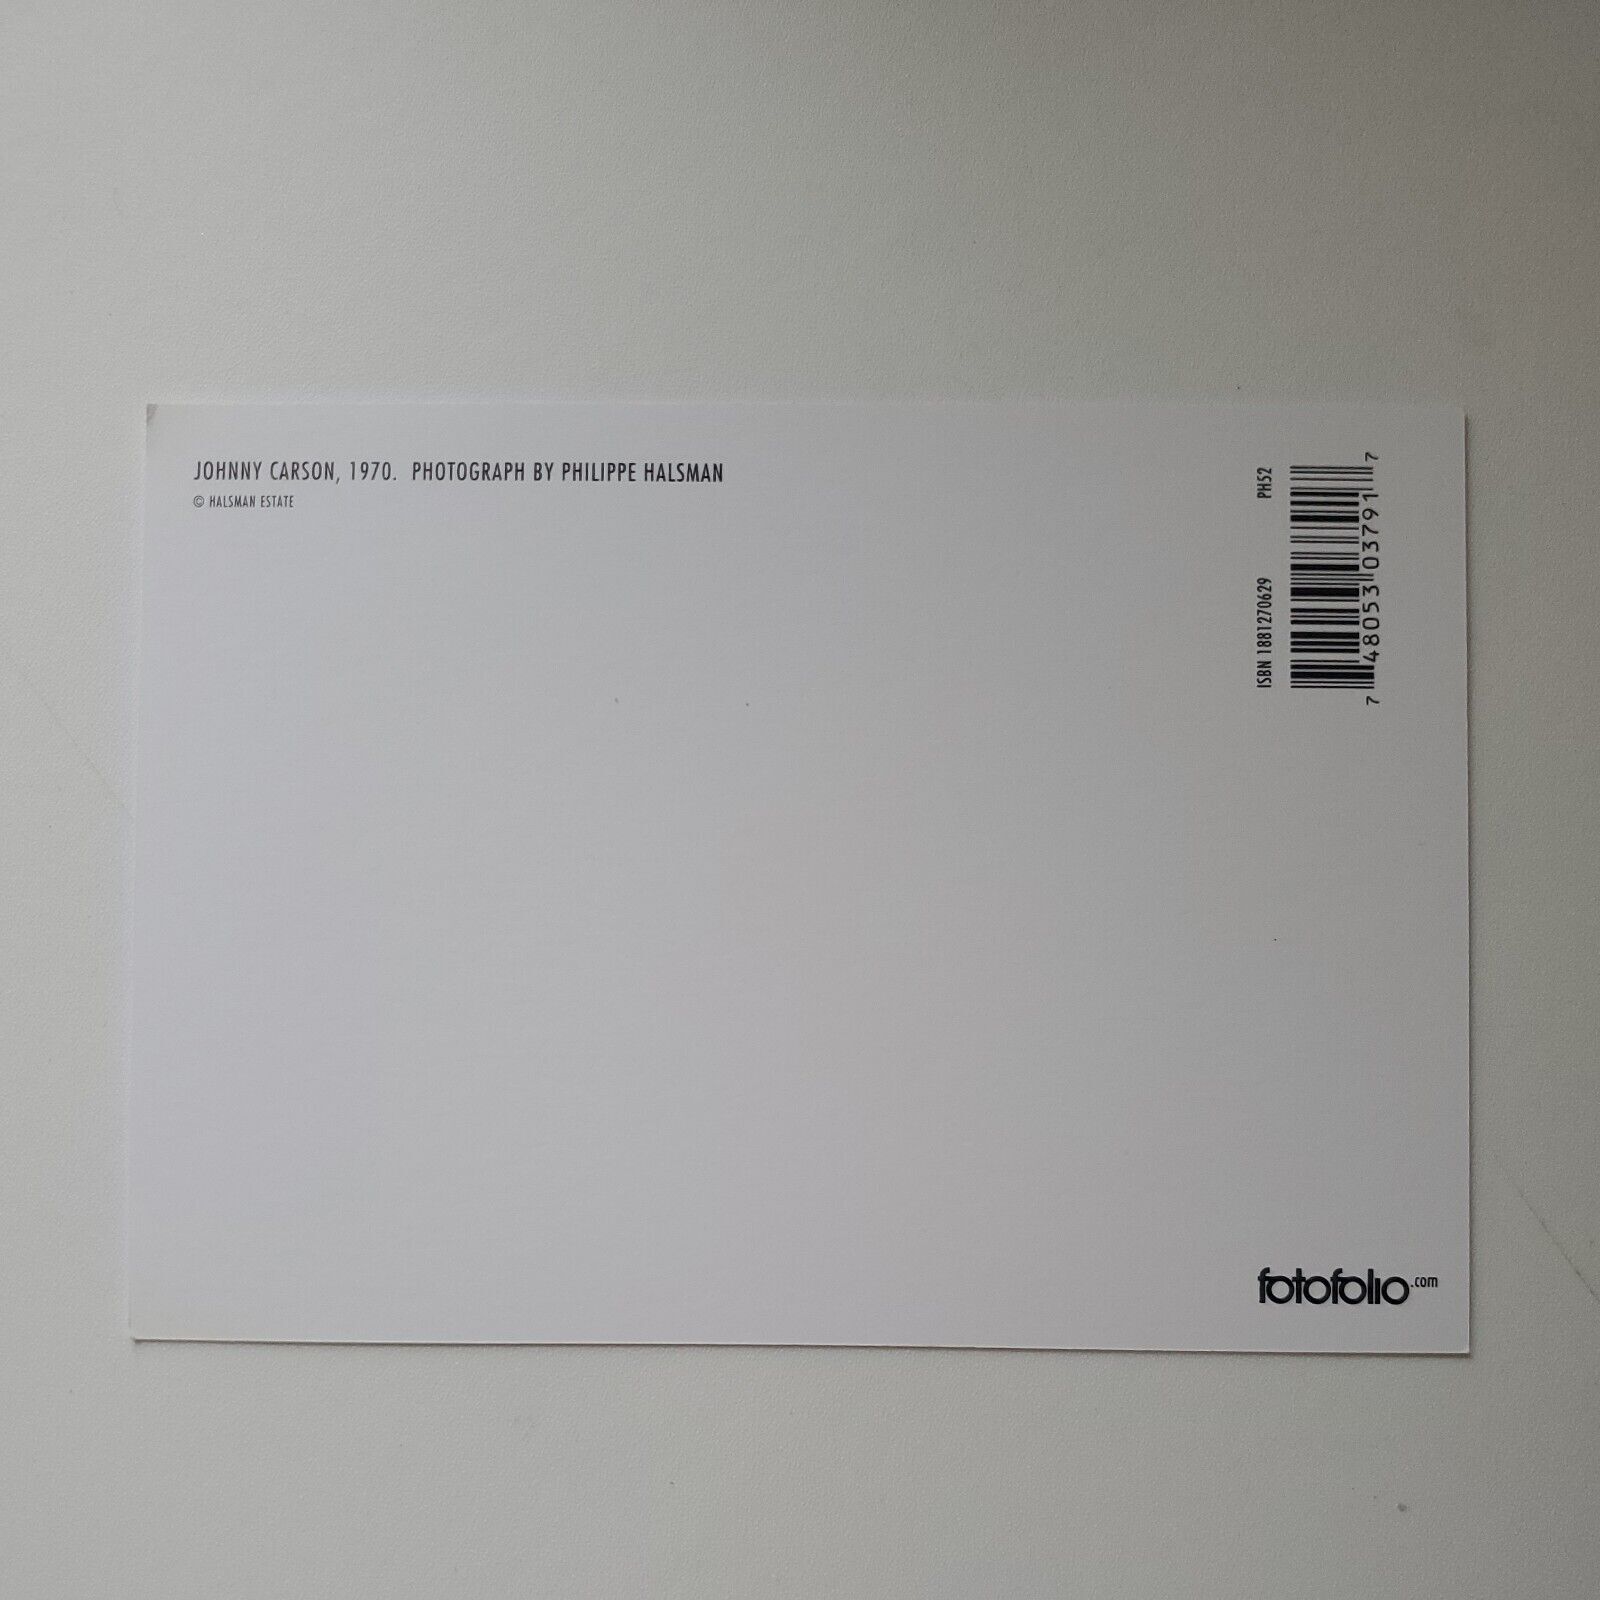 JOHNNY CARSON, 1970. PHOTOGRAPH BY PHILIPPE HALSMAN
© HALSMAN ESTATE
PH52
ISBN 1881270629
7 48053 03791 7
fotofolio.com